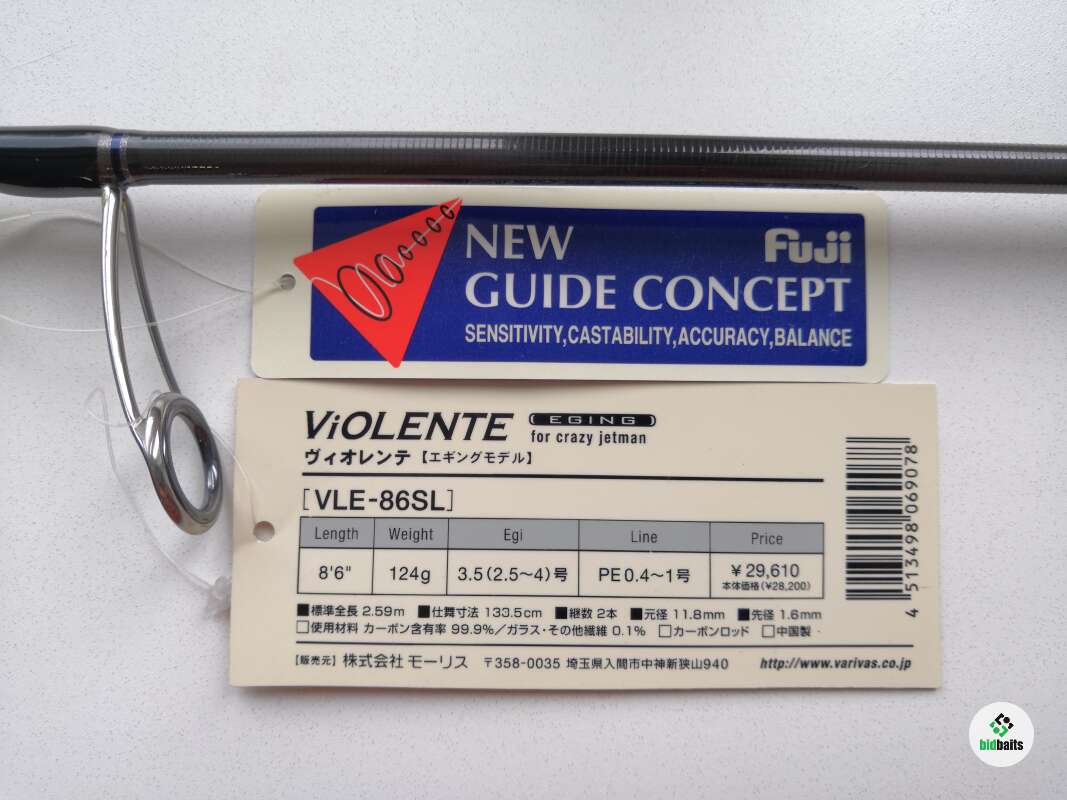 NEW
Fuji
GUIDE CONCEPT
SENSITIVITY,CASTABILITY,ACCURACY,BALANCE
ViOLENTE EGING
for crazy jetman
ヴィオレンテ【エギングモデル】
[VLE-86SL]
Length Weight Egi Line Price
8'6" 124g 3.5(2.5〜4)号 PE0.4〜1号 ¥29,610
本体価格(¥28,200)
■標準全長 2.59m ■仕舞寸法 133.5cm ■継数 2本 ■元径 11.8mm ■先径 1.6mm
□使用材料 カーボン含有率 99.9%/ガラス・その他繊維 0.1% □カーボンロッド □中国製
【販売元】株式会社 モーリス 〒358-0035 埼玉県入間市中神新狭山940 http://www.varivas.co.jp
4 513498 069078
bidbaits